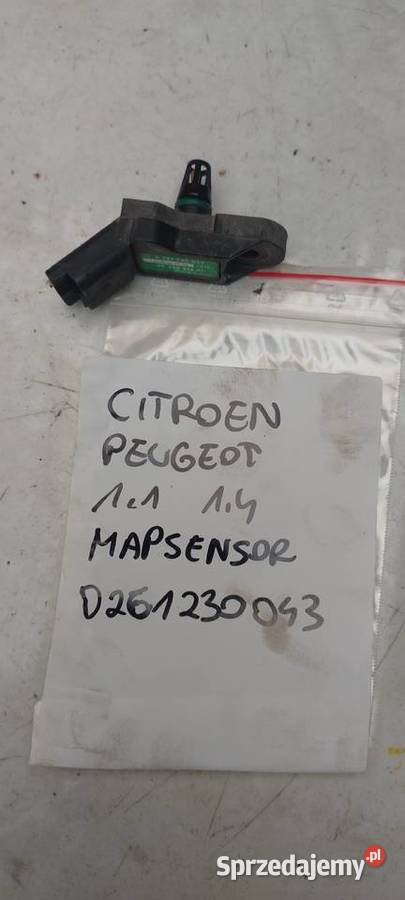 CITROEN
PEUGEOT
1.1 1.4
MAPSENSOR
0261230043
Sprzedajemy.pl